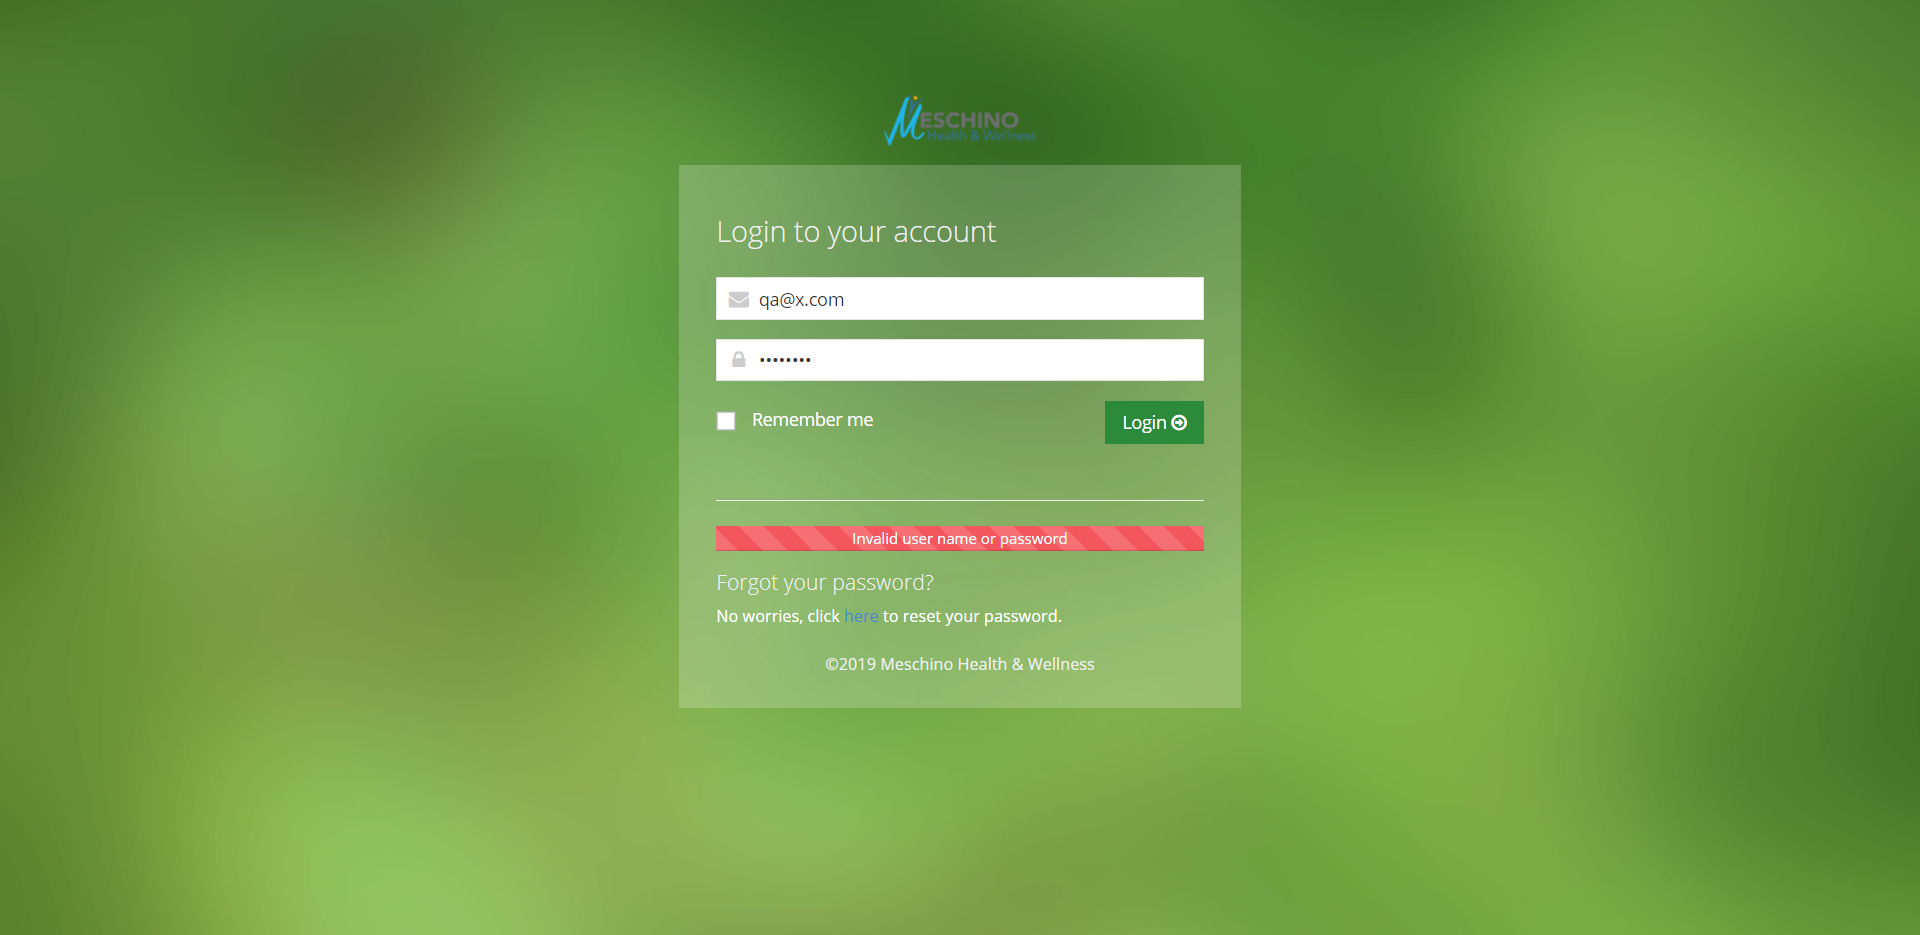 MESCHINO
Health & Wellness
Login to your account
qa@x.com
••••••••
Remember me
Login
Invalid user name or password
Forgot your password?
No worries, click here to reset your password.
©2019 Meschino Health & Wellness